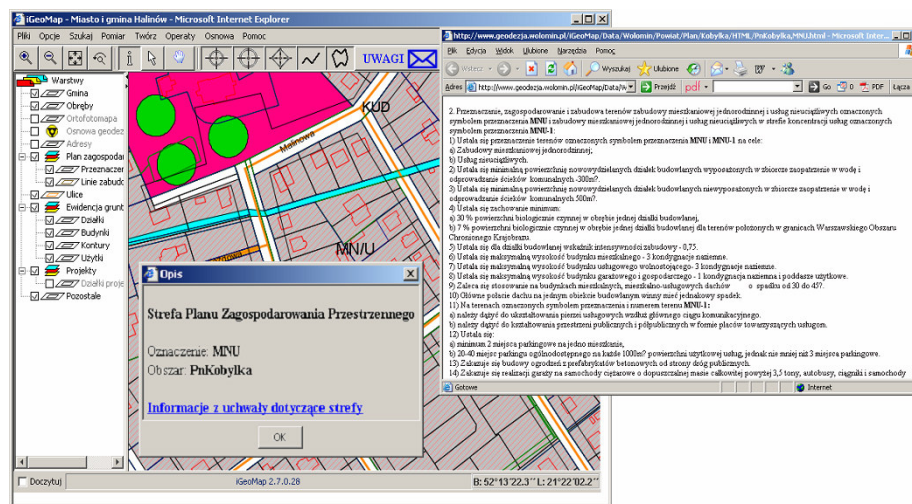 iGeoMap - Miasto i gmina Halinów - Microsoft Internet Explorer
Pliki Opcje Szukaj Pomiar Twórz Operaty Osnowa Pomoc
UWAGI
Warstwy
Gmina
Obręby
Ortofotomapa
Osnowa geodez
Adresy
Plan zagospodar
Przeznaczer
Linie zabudo
Ulice
Ewidencja grunt
Działki
Budynki
Kontury
Użytki
Projekty
Działki proje
Pozostałe
KUD
Malinowa
MN/U
Opis
Strefa Planu Zagospodarowania Przestrzennego
Oznaczenie: MNU
Obszar: PnKobylka
Informacje z uchwały dotyczące strefy
OK
Doczytuj
iGeoMap 2.7.0.28
B: 52°13'22.3'' L: 21°22'02.2''
http://www.geodezja.wolomin.pl/iGeoMap/Data/Wolomin/Powiat/Plan/Kobylka/HTML/PnKobylka,MNU.html - Microsoft Inter...
Plik Edycja Widok Ulubione Narzędzia Pomoc
Wstecz Wyszukaj Ulubione
Adres http://www.geodezja.wolomin.pl/iGeoMap/Data/W Przejdź pdf Go 0 PDF Łącza
2. Przeznaczanie, zagospodarowanie i zabudowa terenów zabudowy mieszkaniowej jednorodzinnej i usług nieuciążliwych oznaczonych
symbolem przeznaczenia MNU i zabudowy mieszkaniowej jednorodzinnej i usług nieuciążliwych w strefie koncentracji usług oznaczonych
symbolem przeznaczenia MNU-1:
1) Ustala się przeznaczenie terenów oznaczonych symbolem przeznaczenia MNU i MNU-1 na cele:
a) Zabudowy mieszkaniowej jednorodzinnej;
b) Usług nieuciążliwych.
2) Ustala się minimalną powierzchnię nowowydzielanych działek budowlanych wyposażonych w zbiorcze zaopatrzenie w wodę i
odprowadzanie ścieków komunalnych -300m?.
3) Ustala się minimalną powierzchnię nowowydzielanych działek budowlanych niewyposażonych w zbiorcze zaopatrzenie w wodę i
odprowadzanie ścieków komunalnych 500m?.
4) Ustala się zachowanie minimum:
a) 30 % powierzchni biologicznie czynnej w obrębie jednej działki budowlanej,
b) ? % powierzchni biologicznie czynnej w obrębie jednej działki budowlanej dla terenów położonych w granicach Warszawskiego Obszaru
Chronionego Krajobrazu
5) Ustala się dla działki budowlanej wskaźnik intensywności zabudowy - 0,75.
6) Ustala się maksymalną wysokość budynku mieszkalnego - 3 kondygnacje naziemne.
7) Ustala się maksymalną wysokość budynku usługowego wolnostojącego- 3 kondygnacje naziemne.
8) Ustala się maksymalną wysokość budynku garażowego i gospodarczego - 1 kondygnacja naziemna i poddasze użytkowe.
9) Zaleca się stosowanie na budynkach mieszkalnych, mieszkalno-usługowych dachów o spadku od 30 do 45?.
10) Główne połacie dachu na jednym obiekcie budowlanym winny mieć jednakowy spadek.
11) Na terenach oznaczonych symbolem przeznaczenia i numerem terenu MNU-1:
a) należy dążyć do ukształtowania pierzei usługowych wzdłuż głównego ciągu komunikacyjnego.
b) należy dążyć do kształtowania przestrzeni publicznych i półpublicznych w formie placów towarzyszących usługom.
12) Ustala się:
a) minimum 2 miejsca parkingowe na jedno mieszkanie,
b) 20-40 miejsc parkingu ogólnodostępnego na każde 1000m? powierzchni użytkowej usług, jednak nie mniej niż 3 miejsca parkingowe.
13) Zakazuje się budowy ogrodzeń z prefabrykatów betonowych od strony dróg publicznych.
14) Zakazuje się realizacji garaży na samochody ciężarowe o dopuszczalnej masie całkowitej powyżej 3,5 tony, autobusy, ciągniki i samochody
Gotowe
Internet